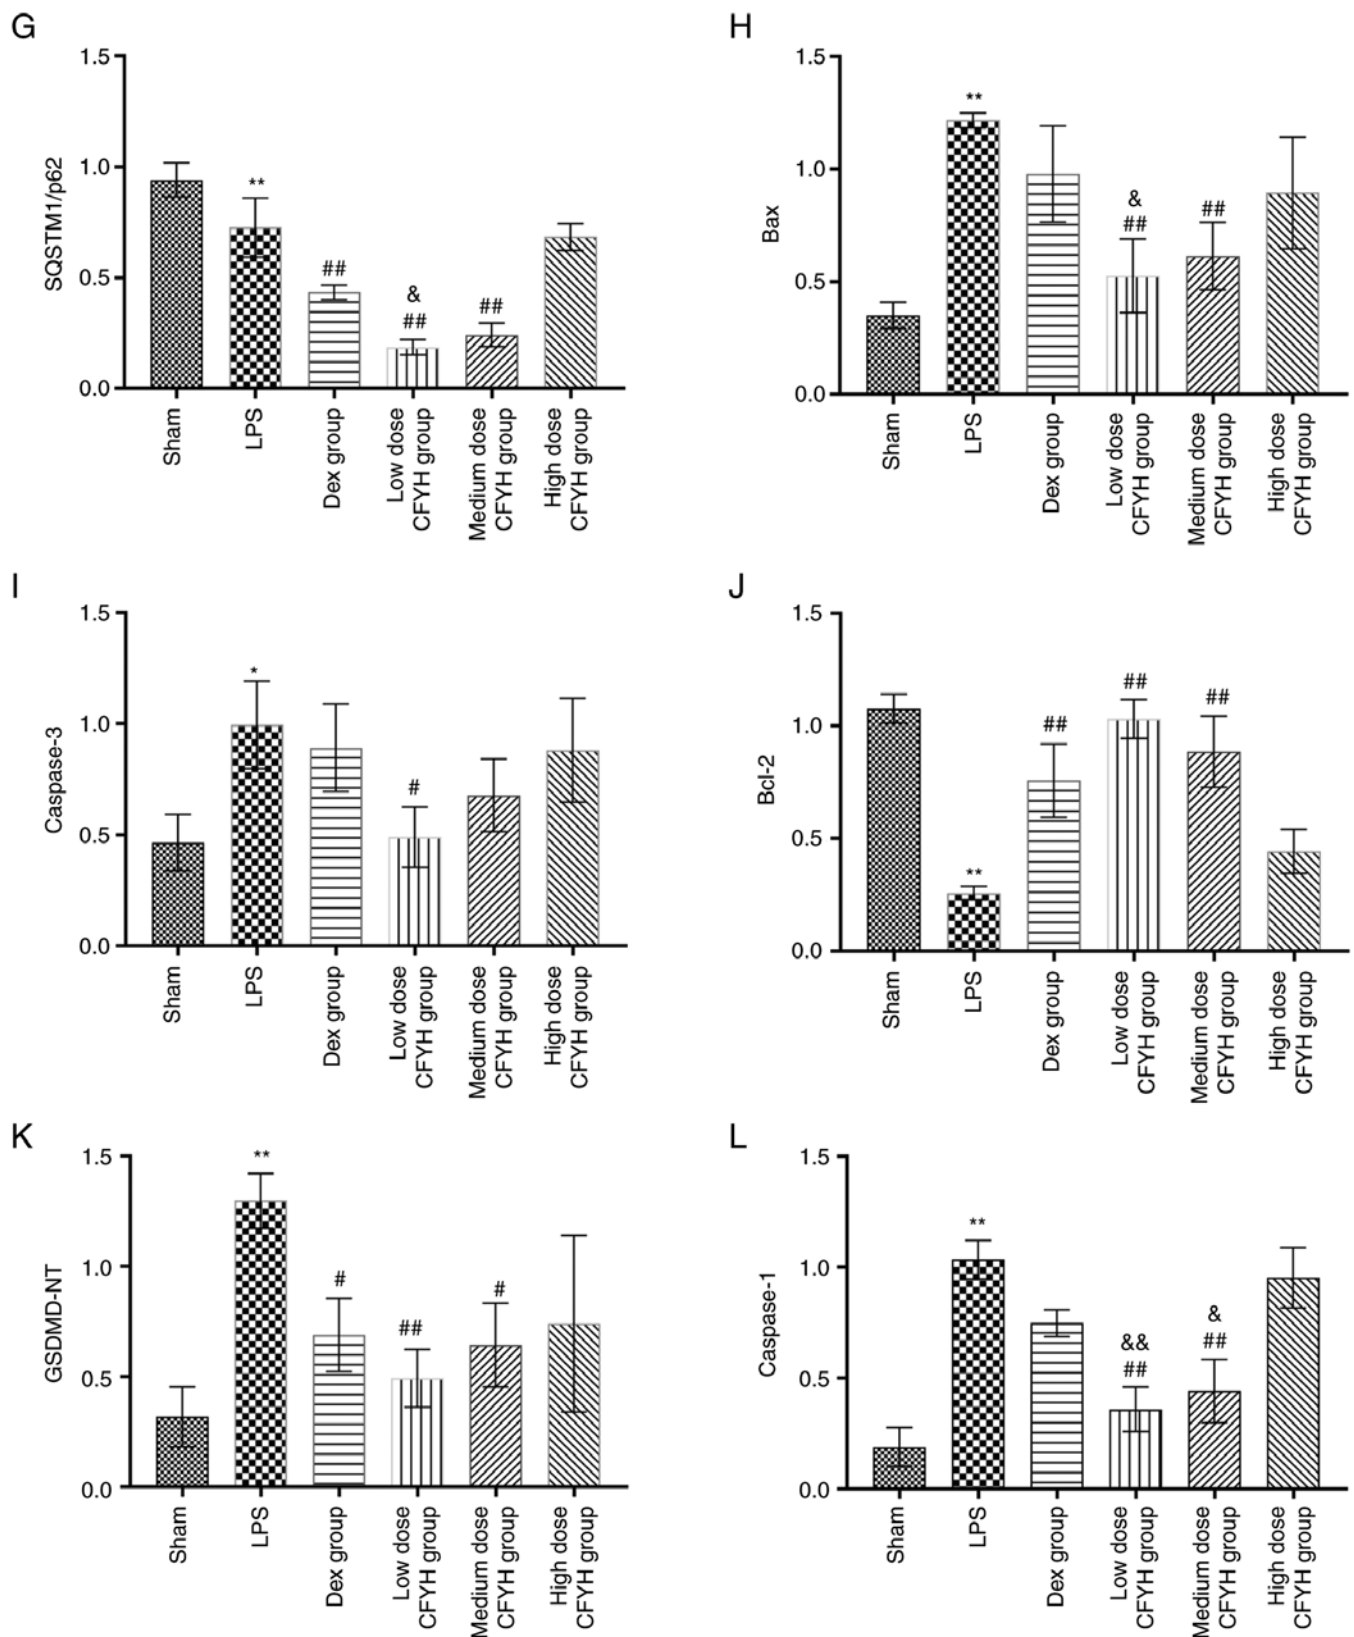 G
SQSTM1/p62
1.5
1.0
0.5
0.0
**
##
&
##
##
Sham
LPS
Dex group
Low dose
CFYH group
Medium dose
CFYH group
High dose
CFYH group
H
Bax
1.5
1.0
0.5
0.0
**
&
##
##
Sham
LPS
Dex group
Low dose
CFYH group
Medium dose
CFYH group
High dose
CFYH group
I
Caspase-3
1.5
1.0
0.5
0.0
*
#
Sham
LPS
Dex group
Low dose
CFYH group
Medium dose
CFYH group
High dose
CFYH group
J
Bcl-2
1.5
1.0
0.5
0.0
**
##
##
##
Sham
LPS
Dex group
Low dose
CFYH group
Medium dose
CFYH group
High dose
CFYH group
K
GSDMD-NT
1.5
1.0
0.5
0.0
**
#
##
#
Sham
LPS
Dex group
Low dose
CFYH group
Medium dose
CFYH group
High dose
CFYH group
L
Caspase-1
1.5
1.0
0.5
0.0
**
&&
##
&
##
Sham
LPS
Dex group
Low dose
CFYH group
Medium dose
CFYH group
High dose
CFYH group